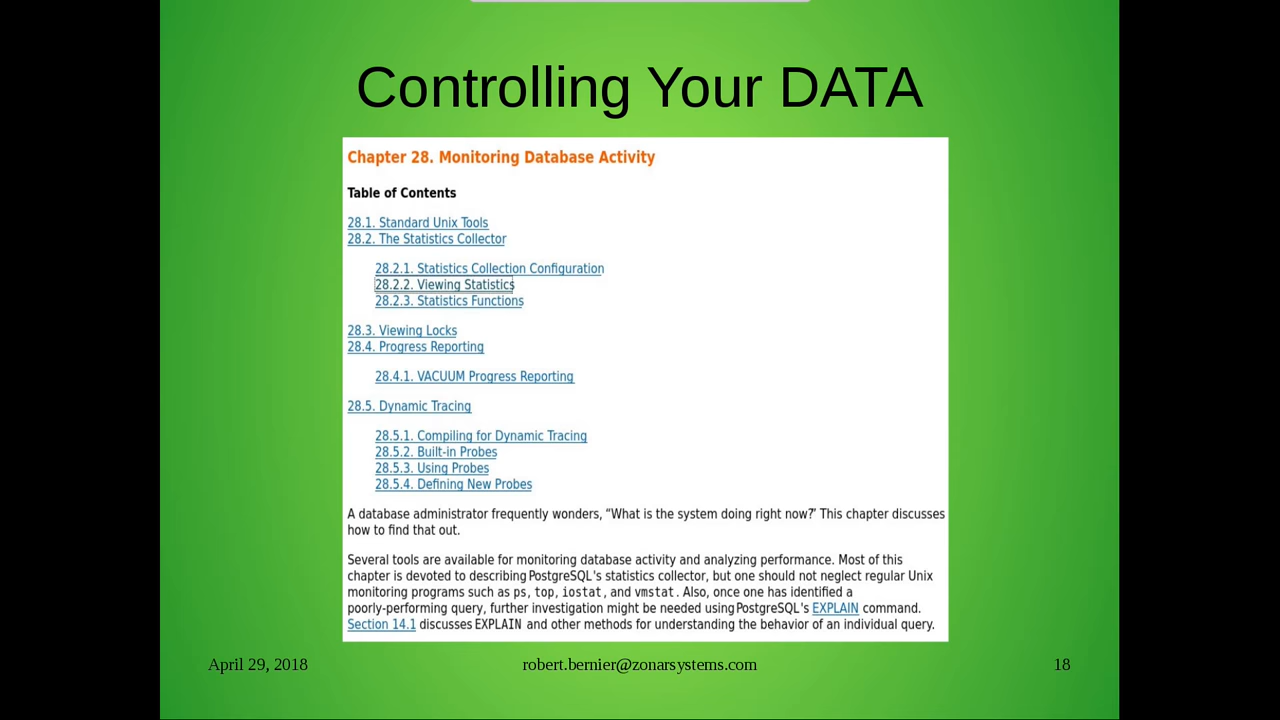 Controlling Your DATA
Chapter 28. Monitoring Database Activity
Table of Contents
28.1. Standard Unix Tools
28.2. The Statistics Collector
28.2.1. Statistics Collection Configuration
28.2.2. Viewing Statistics
28.2.3. Statistics Functions
28.3. Viewing Locks
28.4. Progress Reporting
28.4.1. VACUUM Progress Reporting
28.5. Dynamic Tracing
28.5.1. Compiling for Dynamic Tracing
28.5.2. Built-in Probes
28.5.3. Using Probes
28.5.4. Defining New Probes
A database administrator frequently wonders, “What is the system doing right now?” This chapter discusses
how to find that out.
Several tools are available for monitoring database activity and analyzing performance. Most of this
chapter is devoted to describing PostgreSQL's statistics collector, but one should not neglect regular Unix
monitoring programs such as ps, top, iostat, and vmstat. Also, once one has identified a
poorly-performing query, further investigation might be needed using PostgreSQL's EXPLAIN command.
Section 14.1 discusses EXPLAIN and other methods for understanding the behavior of an individual query.
April 29, 2018
robert.bernier@zonarsystems.com
18